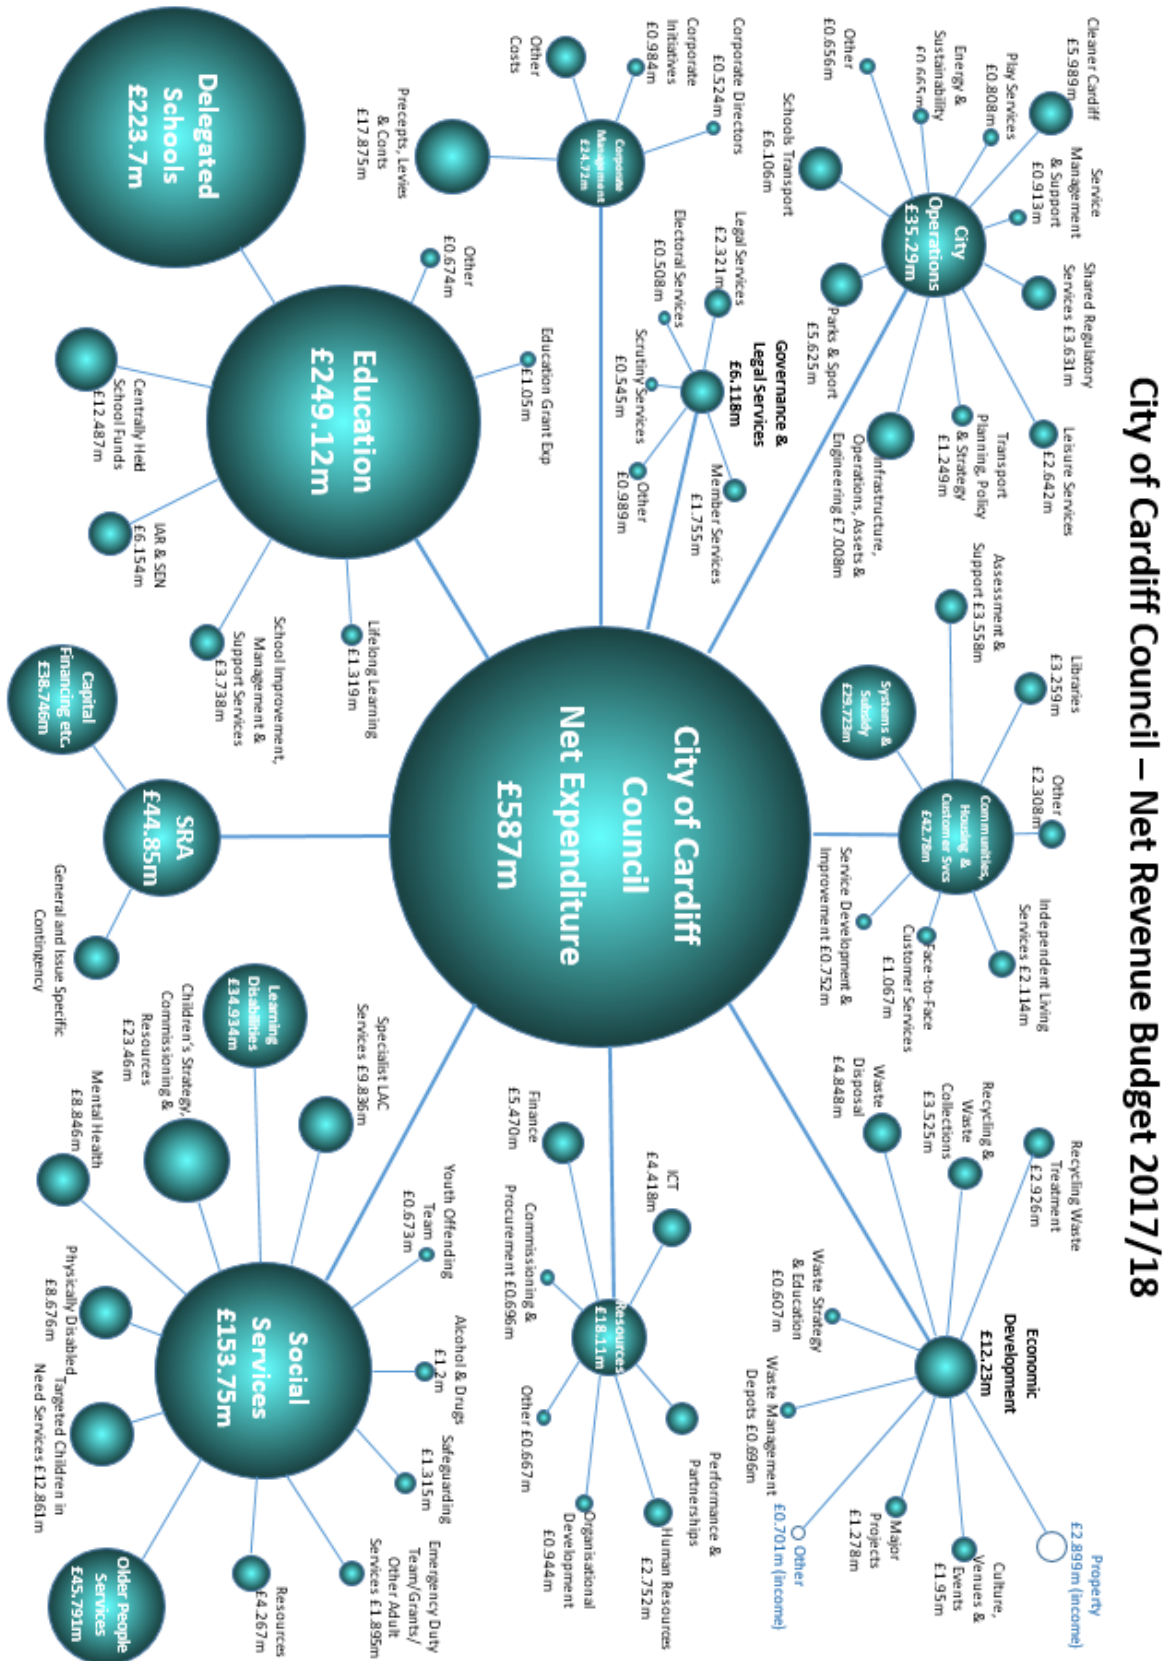 City of Cardiff Council – Net Revenue Budget 2017/18
Cleaner Cardiff
£5.989m
Play Services
£0.808m
Energy &
Sustainability
£0.665m
Other
£0.656m
Service
Management
& Support
£0.913m
Shared Regulatory
Services £3.631m
Leisure Services
£2.642m
City
Operations
£35.29m
Schools Transport
£6.106m
Parks & Sport
£5.625m
Transport
Planning, Policy
& Strategy
£1.249m
Infrastructure,
Operations, Assets &
Engineering £7.008m
Corporate Directors
£0.524m
Corporate
Initiatives
£0.984m
Other
Costs
Corporate
Management
£24.72m
Precepts, Levies
& Conts
£17.875m
Governance &
Legal Services
£6.118m
Legal Services
£2.321m
Electoral Services
£0.508m
Scrutiny Services
£0.545m
Other
£0.989m
Member Services
£1.755m
Delegated
Schools
£223.7m
Other
£0.674m
Education Grant Exp
£1.05m
Education
£249.12m
Centrally Held
School Funds
£12.487m
IAR & SEN
£6.154m
School Improvement,
Management &
Support Services
£3.738m
Lifelong Learning
£1.319m
City of Cardiff
Council
Net Expenditure
£587m
Assessment &
Support £3.558m
Libraries
£3.259m
Other
£2.308m
Independent Living
Services £2.114m
Systems &
Subsidy
£29.723m
Communities,
Housing &
Customer Svcs
£42.78m
Face-to-Face
Customer Services
£1.067m
Service Development &
Improvement £0.752m
Capital
Financing etc.
£38.746m
SRA
£44.85m
General and Issue Specific
Contingency
Recycling Waste
Treatment
£2.926m
Recycling &
Waste
Collections
£3.525m
Waste
Disposal
£4.848m
Economic
Development
£12.23m
Waste Strategy
& Education
£0.607m
Waste Management
Depots £0.696m
Other
£0.701m (income)
Major
Projects
£1.278m
Culture,
Venues &
Events
£1.95m
Property
£2.899m (income)
ICT
£4.418m
Finance
£5.470m
Commissioning &
Procurement £0.696m
Resources
£18.11m
Other £0.667m
Performance &
Partnerships
Human Resources
£2.752m
Organisational
Development
£0.944m
Specialist LAC
Services £9.836m
Learning
Disabilities
£34.934m
Children's Strategy,
Commissioning &
Resources
£23.46m
Mental Health
£8.846m
Youth Offending
Team
£0.673m
Alcohol & Drugs
£1.2m
Safeguarding
£1.315m
Social
Services
£153.75m
Physically Disabled
£8.676m
Targeted Children in
Need Services £12.861m
Emergency Duty
Team/Grants/
Other Adult
Services £1.895m
Resources
£4.267m
Older People
Services
£45.791m